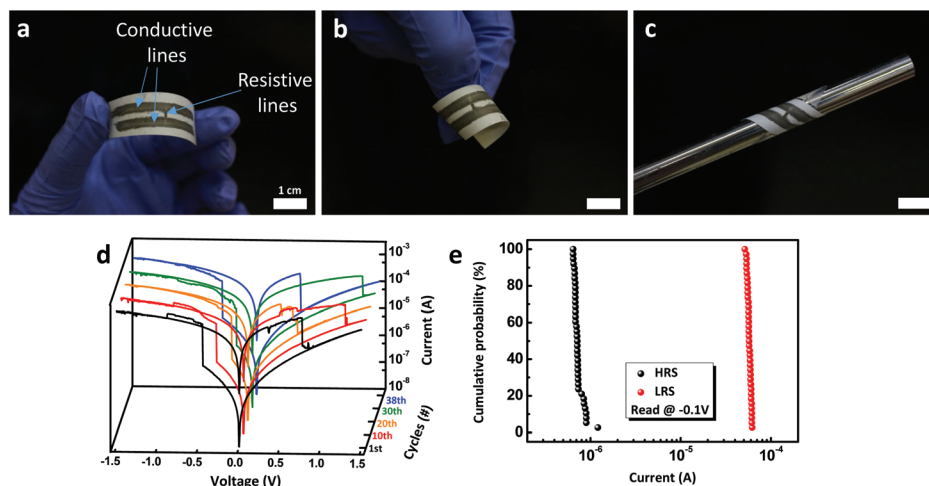 a
Conductive
lines
Resistive
lines
1 cm
b
c
d
10⁻³
10⁻⁴
10⁻⁵
10⁻⁶
10⁻⁷
10⁻⁸
Current (A)
38th
30th
20th
10th
1st
Cycles (#)
-1.5 -1.0 -0.5 0.0 0.5 1.0 1.5
Voltage (V)
e
100
80
60
40
20
0
Cumulative probability (%)
HRS
LRS
Read @ -0.1V
10⁻⁶ 10⁻⁵ 10⁻⁴
Current (A)